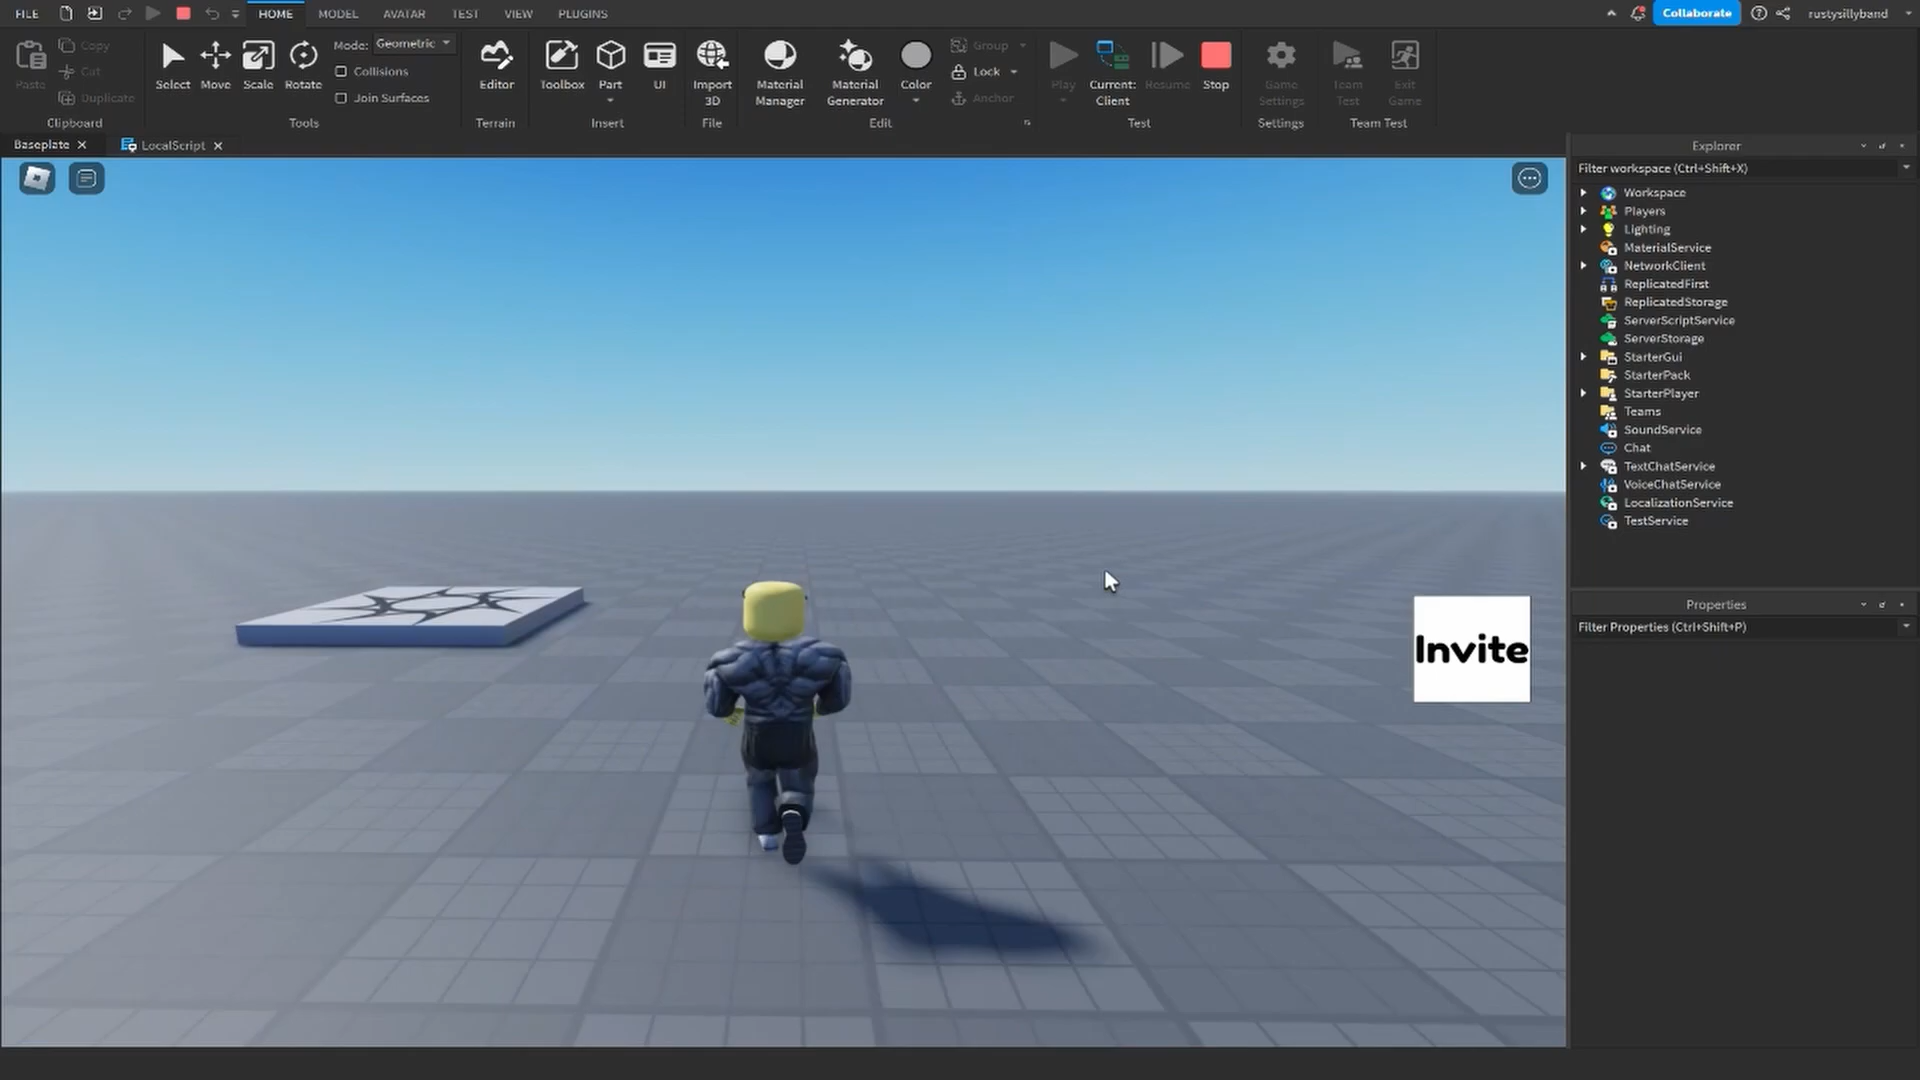 FILE HOME MODEL AVATAR TEST VIEW PLUGINS Collaborate rustysillyband
Paste Copy Cut Duplicate
Clipboard
Select Move Scale Rotate
Mode: Geometric
Collisions
Join Surfaces
Tools
Editor
Terrain
Toolbox Part UI
Insert
Import 3D
File
Material Manager
Material Generator
Color
Group
Lock
Anchor
Edit
Play
Current: Client
Resume
Stop
Test
Game Settings
Settings
Team Test
Exit Game
Team Test
Baseplate
LocalScript
Explorer
Filter workspace (Ctrl+Shift+X)
Workspace
Players
Lighting
MaterialService
NetworkClient
ReplicatedFirst
ReplicatedStorage
ServerScriptService
ServerStorage
StarterGui
StarterPack
StarterPlayer
Teams
SoundService
Chat
TextChatService
VoiceChatService
LocalizationService
TestService
Properties
Filter Properties (Ctrl+Shift+P)
Invite